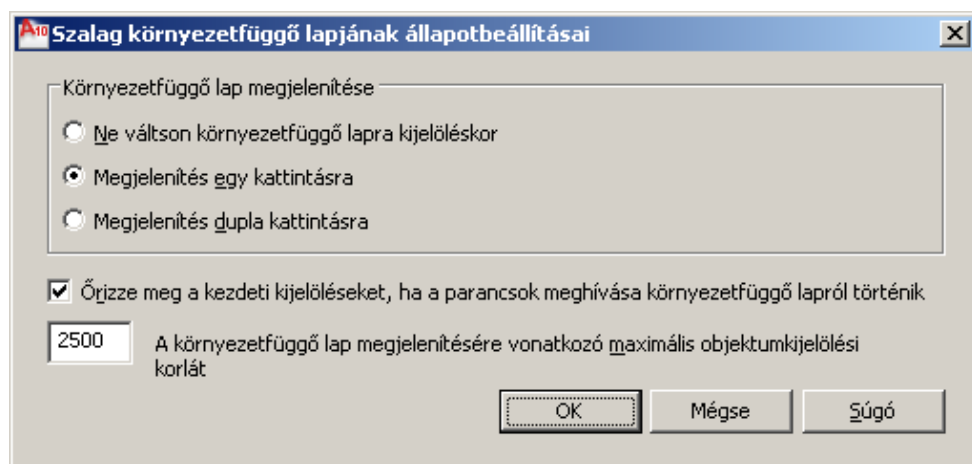 A10 Szalag környezetfüggő lapjának állapotbeállításai
Környezetfüggő lap megjelenítése
Ne váltson környezetfüggő lapra kijelöléskor
Megjelenítés egy kattintásra
Megjelenítés dupla kattintásra
Őrizze meg a kezdeti kijelöléseket, ha a parancsok meghívása környezetfüggő lapról történik
2500 A környezetfüggő lap megjelenítésére vonatkozó maximális objektumkijelölési
korlát
OK Mégse Súgó